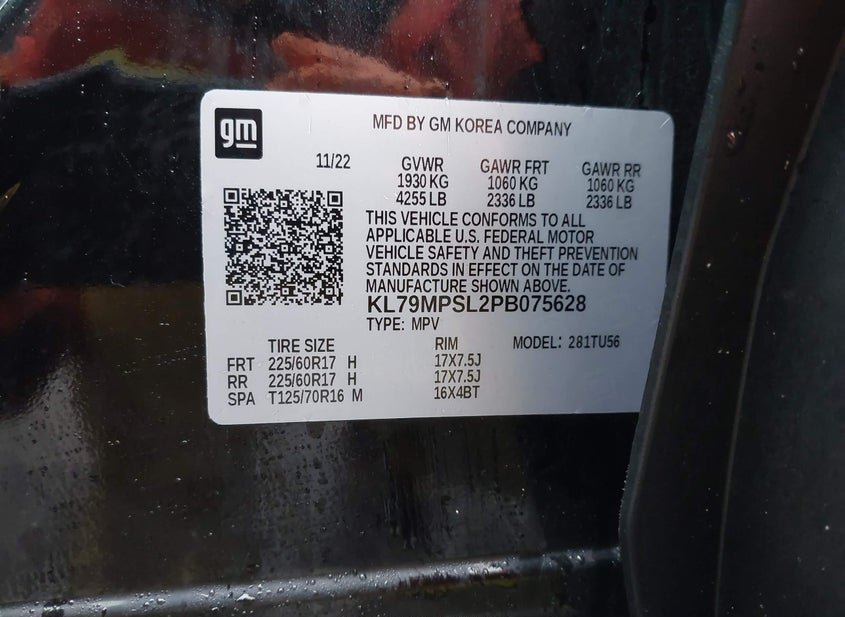 gm
MFD BY GM KOREA COMPANY
11/22 GVWR GAWR FRT GAWR RR
1930 KG 1060 KG 1060 KG
4255 LB 2336 LB 2336 LB
THIS VEHICLE CONFORMS TO ALL
APPLICABLE U.S. FEDERAL MOTOR
VEHICLE SAFETY AND THEFT PREVENTION
STANDARDS IN EFFECT ON THE DATE OF
MANUFACTURE SHOWN ABOVE.
KL79MPSL2PB075628
TYPE: MPV
TIRE SIZE RIM MODEL: 281TU56
FRT 225/60R17 H 17X7.5J
RR 225/60R17 H 17X7.5J
SPA T125/70R16 M 16X4BT